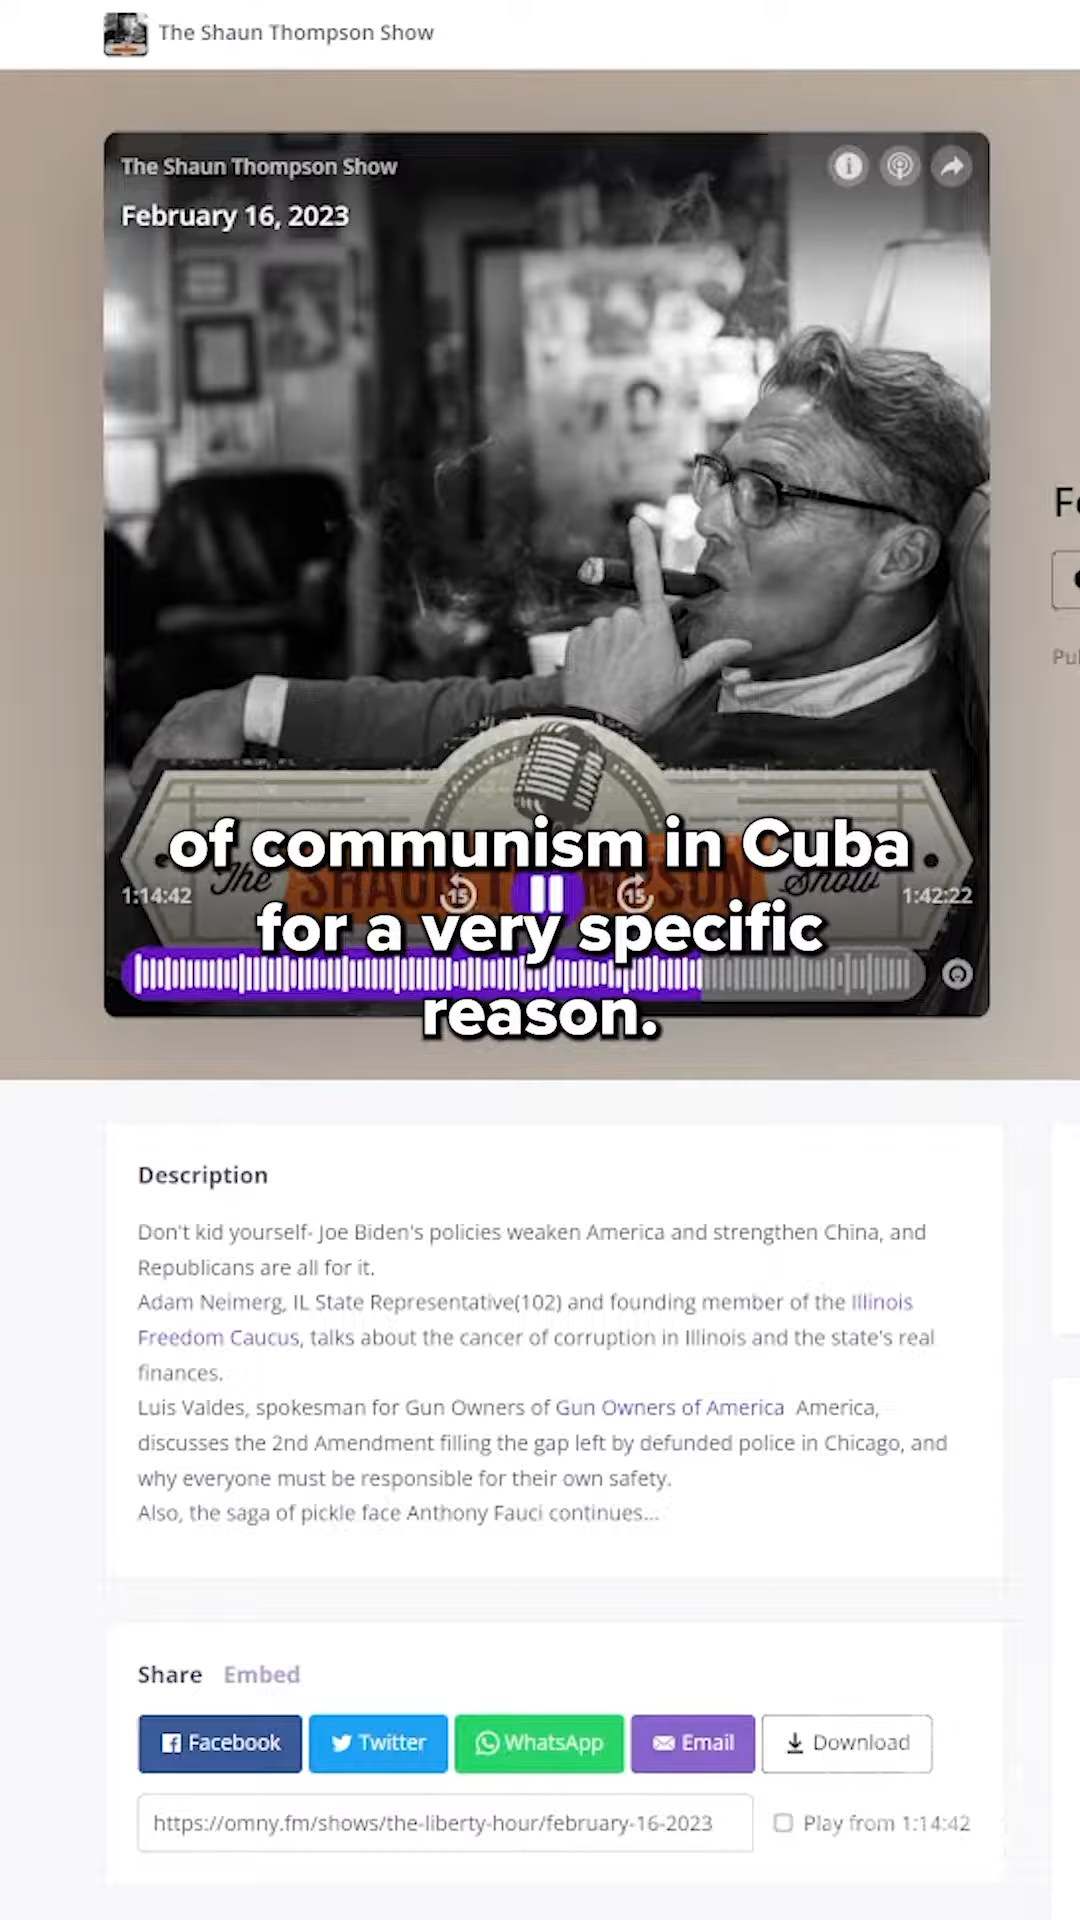 The Shaun Thompson Show
The Shaun Thompson Show
February 16, 2023
Pu
of communism in Cuba
The SHAUN THOMPSON Show
1:14:42
15
15
1:42:22
for a very specific
reason.
Description
Don't kid yourself- Joe Biden's policies weaken America and strengthen China, and
Republicans are all for it.
Adam Neimerg, IL State Representative(102) and founding member of the Illinois
Freedom Caucus, talks about the cancer of corruption in Illinois and the state's real
finances.
Luis Valdes, spokesman for Gun Owners of Gun Owners of America America,
discusses the 2nd Amendment filling the gap left by defunded police in Chicago, and
why everyone must be responsible for their own safety.
Also, the saga of pickle face Anthony Fauci continues...
Share Embed
Facebook Twitter WhatsApp Email Download
https://omny.fm/shows/the-liberty-hour/february-16-2023 Play from 1:14:42